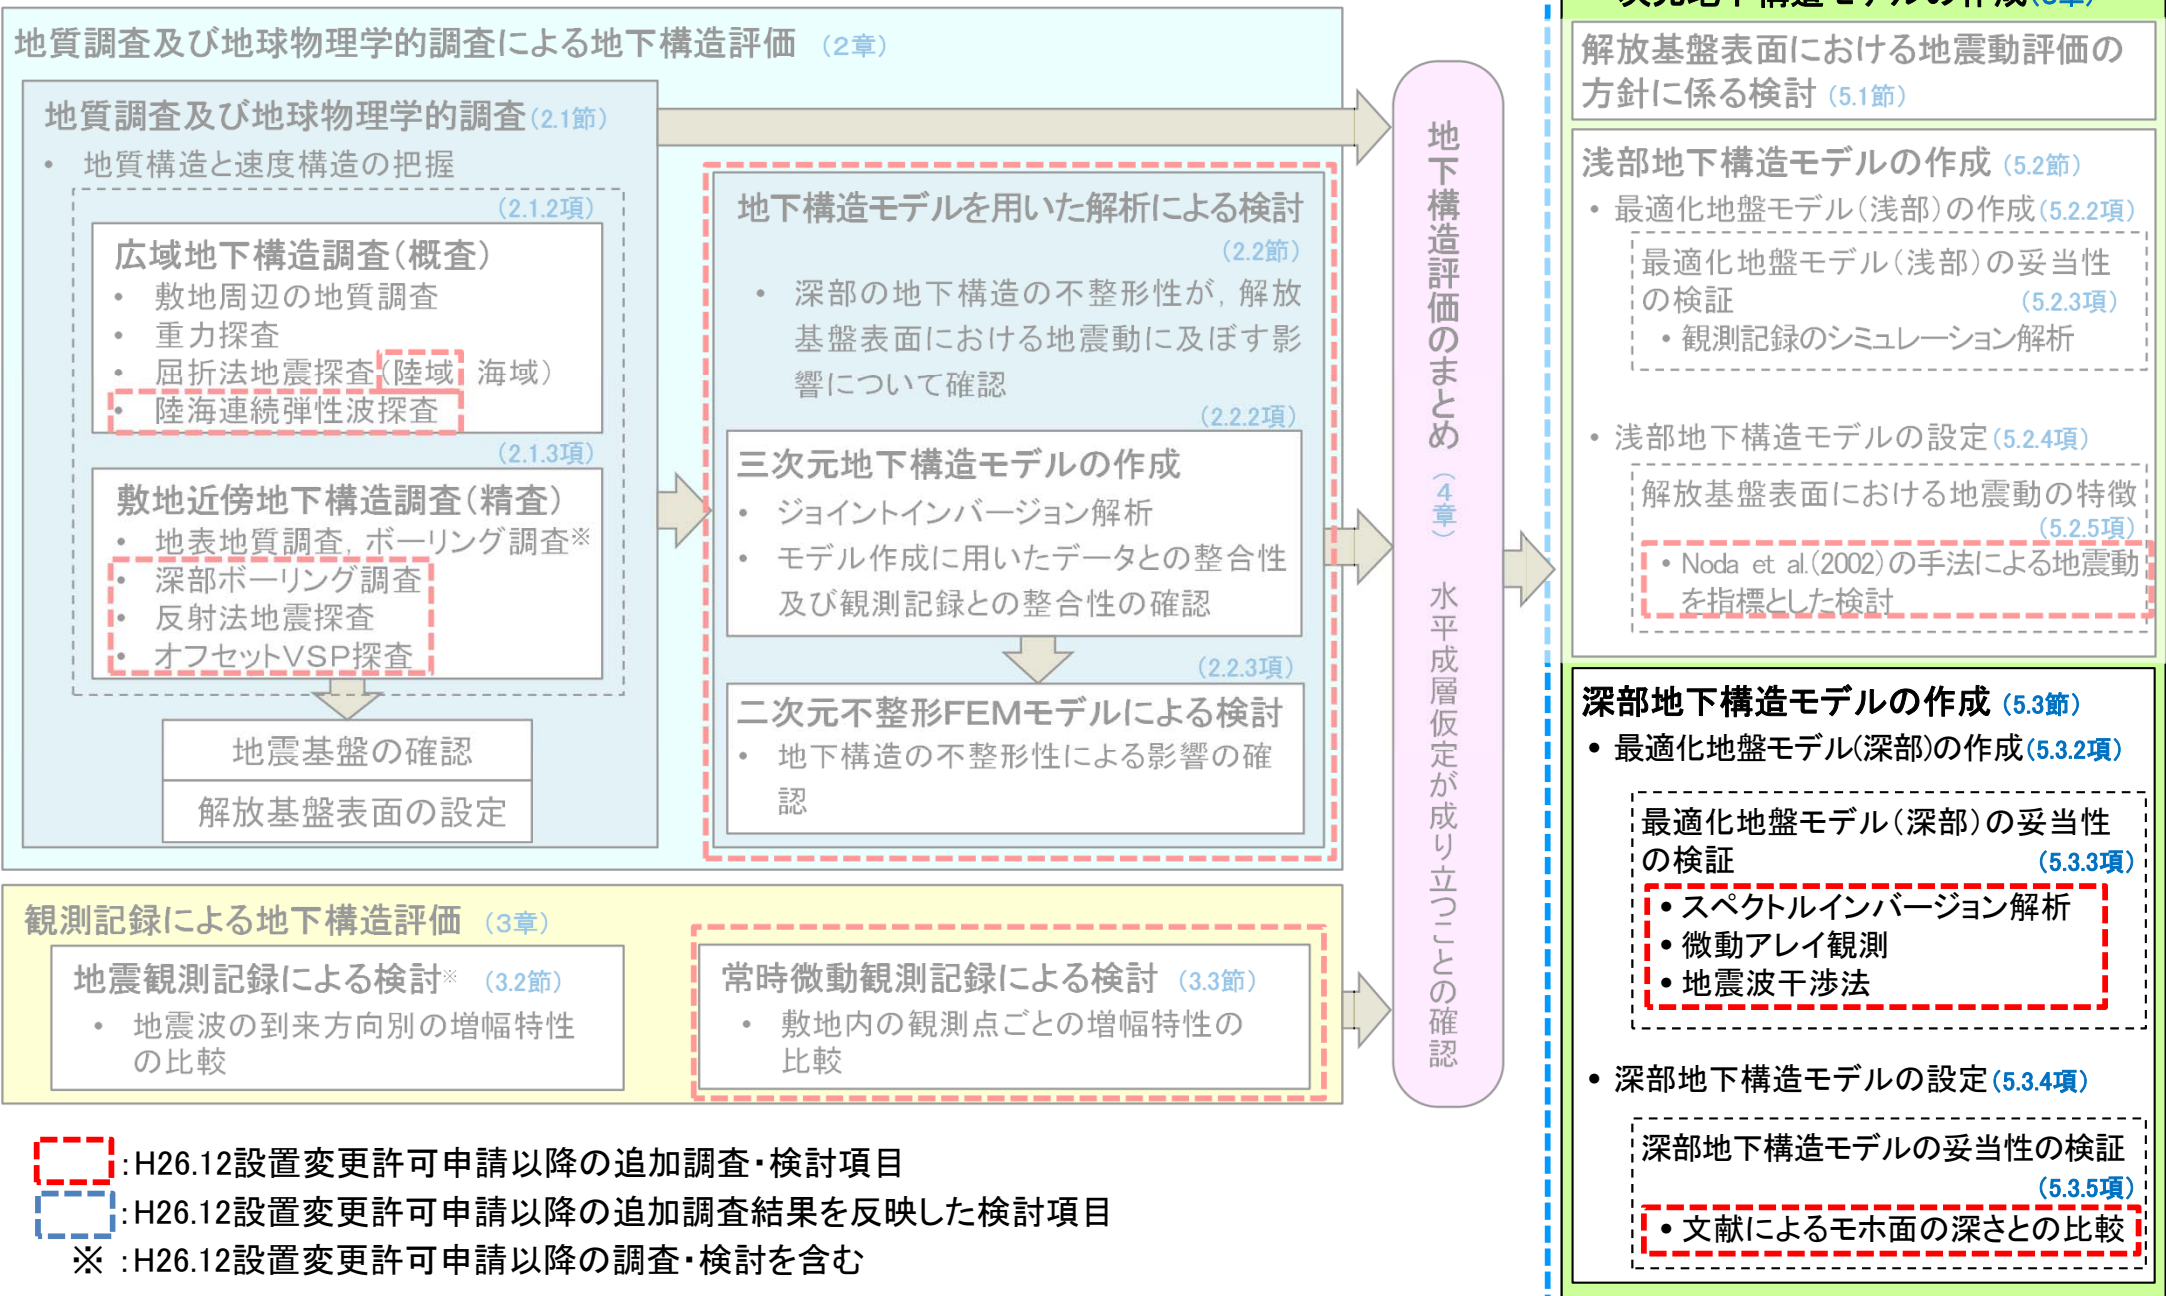 地質調査及び地球物理学的調査による地下構造評価 （2章）
地質調査及び地球物理学的調査（2.1節）
• 地質構造と速度構造の把握
（2.1.2項）
広域地下構造調査（概査）
• 敷地周辺の地質調査
• 重力探査
• 屈折法地震探査（陸域 海域）
• 陸海連続弾性波探査
（2.1.3項）
敷地近傍地下構造調査（精査）
• 地表地質調査，ボーリング調査※
• 深部ボーリング調査
• 反射法地震探査
• オフセットVSP探査
地震基盤の確認
解放基盤表面の設定
地下構造モデルを用いた解析による検討
（2.2節）
• 深部の地下構造の不整形性が，解放
基盤表面における地震動に及ぼす影
響について確認
（2.2.2項）
三次元地下構造モデルの作成
• ジョイントインバージョン解析
• モデル作成に用いたデータとの整合性
及び観測記録との整合性の確認
（2.2.3項）
二次元不整形FEMモデルによる検討
• 地下構造の不整形性による影響の確
認
観測記録による地下構造評価 （3章）
地震観測記録による検討※ （3.2節）
• 地震波の到来方向別の増幅特性
の比較
常時微動観測記録による検討 （3.3節）
• 敷地内の観測点ごとの増幅特性の
比較
地下構造評価のまとめ（4章） 水平成層仮定が成り立つことの確認
次元地下構造モデルの作成
解放基盤表面における地震動評価の
方針に係る検討（5.1節）
浅部地下構造モデルの作成（5.2節）
• 最適化地盤モデル（浅部）の作成（5.2.2項）
最適化地盤モデル（浅部）の妥当性
の検証 （5.2.3項）
• 観測記録のシミュレーション解析
• 浅部地下構造モデルの設定（5.2.4項）
解放基盤表面における地震動の特徴
（5.2.5項）
• Noda et al.（2002）の手法による地震動
を指標とした検討
深部地下構造モデルの作成（5.3節）
• 最適化地盤モデル(深部)の作成（5.3.2項）
最適化地盤モデル（深部）の妥当性
の検証 （5.3.3項）
• スペクトルインバージョン解析
• 微動アレイ観測
• 地震波干渉法
• 深部地下構造モデルの設定（5.3.4項）
深部地下構造モデルの妥当性の検証
（5.3.5項）
• 文献によるモホ面の深さとの比較
：H26.12設置変更許可申請以降の追加調査・検討項目
：H26.12設置変更許可申請以降の追加調査結果を反映した検討項目
※ ：H26.12設置変更許可申請以降の調査・検討を含む